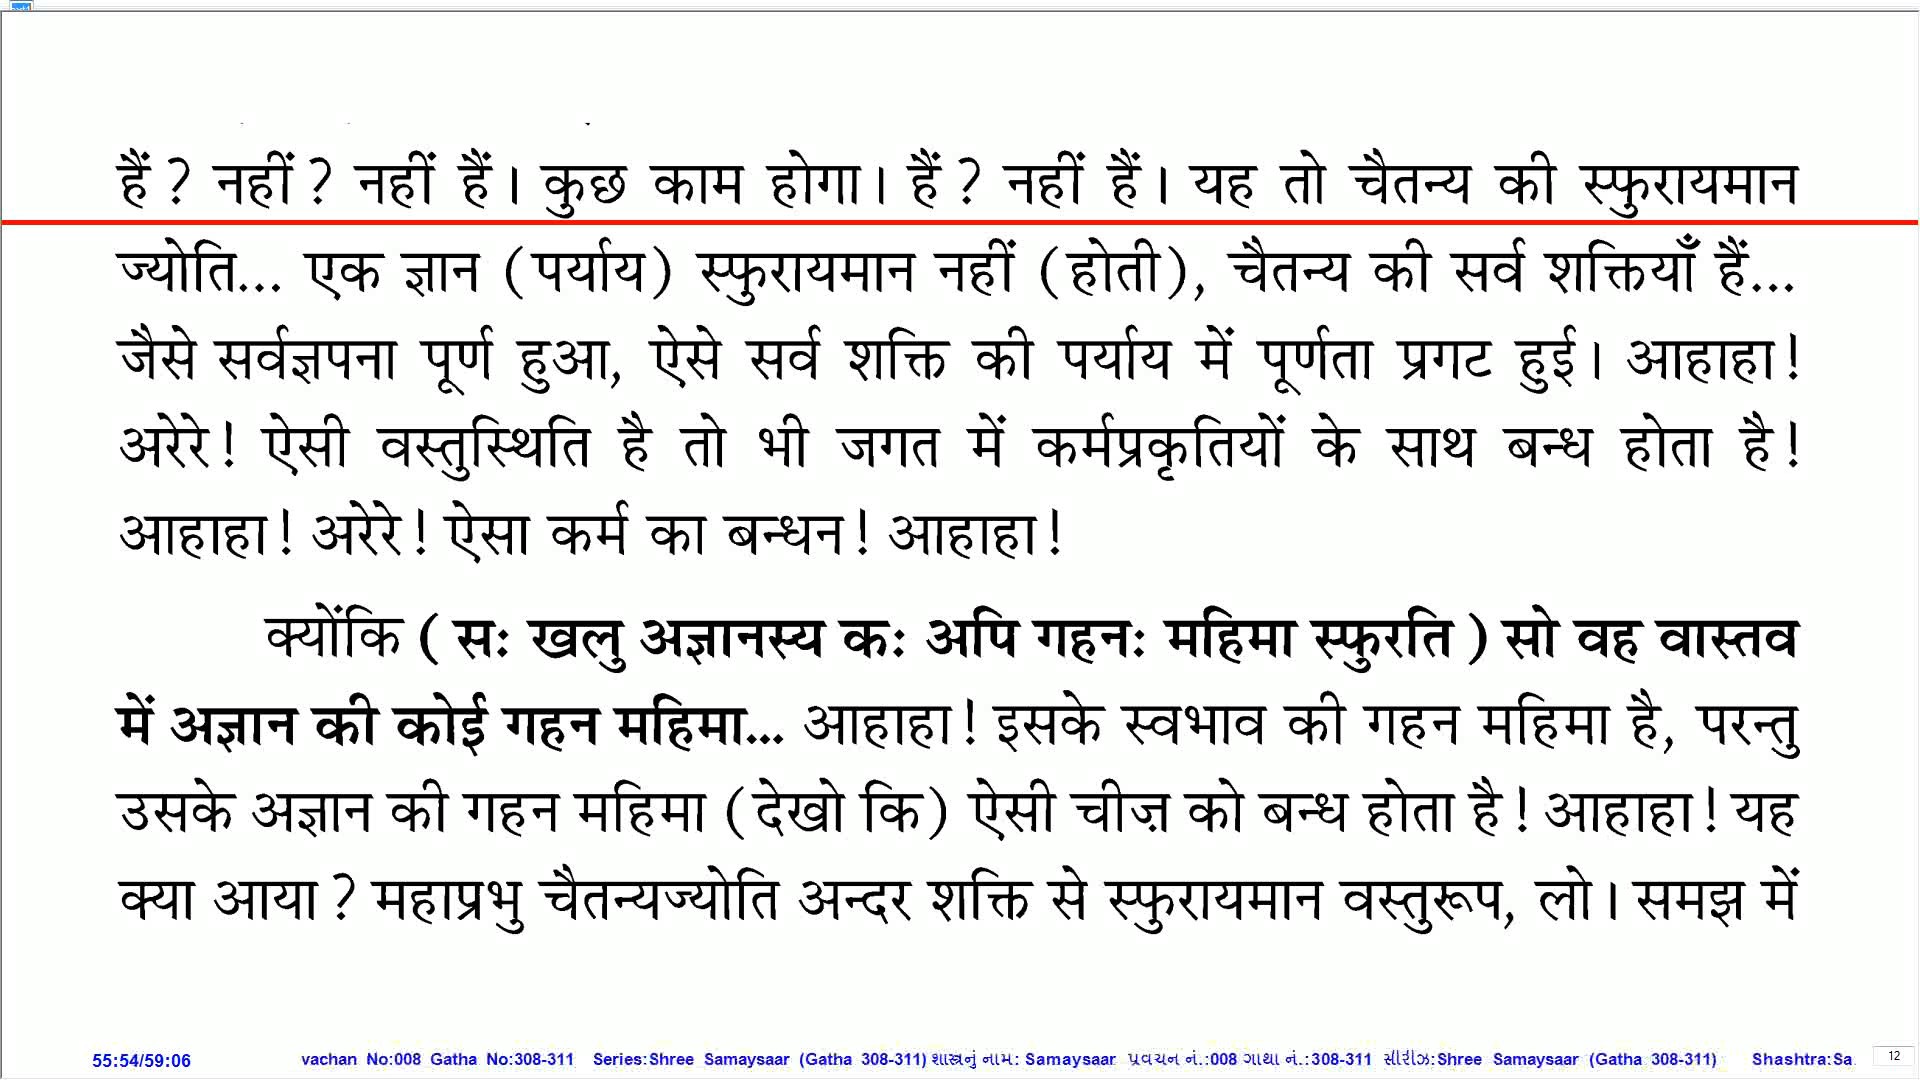 हैं ? नहीं ? नहीं हैं। कुछ काम होगा। हैं ? नहीं हैं। यह तो चैतन्य की स्फुरायमान
ज्योति... एक ज्ञान (पर्याय) स्फुरायमान नहीं (होती), चैतन्य की सर्व शक्तियाँ हैं...
जैसे सर्वज्ञपना पूर्ण हुआ, ऐसे सर्व शक्ति की पर्याय में पूर्णता प्रगट हुई। आहाहा!
अरेरे! ऐसी वस्तुस्थिति है तो भी जगत में कर्मप्रकृतियों के साथ बन्ध होता है!
आहाहा! अरेरे! ऐसा कर्म का बन्धन! आहाहा!
क्योंकि ( सः खलु अज्ञानस्य कः अपि गहनः महिमा स्फुरति ) सो वह वास्तव
में अज्ञान की कोई गहन महिमा... आहाहा! इसके स्वभाव की गहन महिमा है, परन्तु
उसके अज्ञान की गहन महिमा (देखो कि) ऐसी चीज़ को बन्ध होता है! आहाहा! यह
क्या आया? महाप्रभु चैतन्यज्योति अन्दर शक्ति से स्फुरायमान वस्तुरूप, लो। समझ में
55:54/59:06 vachan No:008 Gatha No:308-311 Series:Shree Samaysaar (Gatha 308-311) શાસ્ત્રનું નામ: Samaysaar પ્રવચન નં.:008 ગાથા નં.:308-311 સીરીઝ:Shree Samaysaar (Gatha 308-311) Shashtra:Sa 12